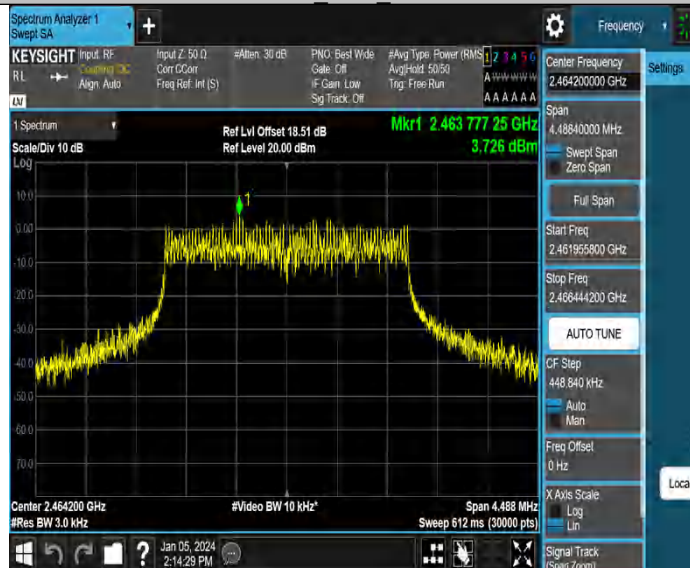 Spectrum Analyzer 1
Swept SA
+
Frequency
KEYSIGHT
RL
Input: RF
Coupling: DC
Align: Auto
Input Z: 50 Ω
Corr CCorr
Freq Ref: Int (S)
#Atten: 30 dB
PNO: Best Wide
Gate: Off
IF Gain: Low
Sig Track: Off
#Avg Type: Power (RMS
Avg|Hold: 50/50
Trig: Free Run
1 2 3 4 5 6
A W W W W W
A A A A A A
LXI
1 Spectrum
Scale/Div 10 dB
Log
Ref Lvl Offset 18.51 dB
Ref Level 20.00 dBm
Mkr1 2.463 777 25 GHz
3.726 dBm
1
10.0
0.00
-10.0
-20.0
-30.0
-40.0
-50.0
-60.0
-70.0
Center 2.464200 GHz
#Res BW 3.0 kHz
#Video BW 10 kHz*
Span 4.488 MHz
Sweep 612 ms (30000 pts)
Center Frequency
2.464200000 GHz
Span
4.48840000 MHz
Swept Span
Zero Span
Full Span
Start Freq
2.461955800 GHz
Stop Freq
2.466444200 GHz
AUTO TUNE
CF Step
448.840 kHz
Auto
Man
Freq Offset
0 Hz
X Axis Scale
Log
Lin
Signal Track
(Span Zoom)
Settings
Loca
?
Jan 05, 2024
2:14:29 PM